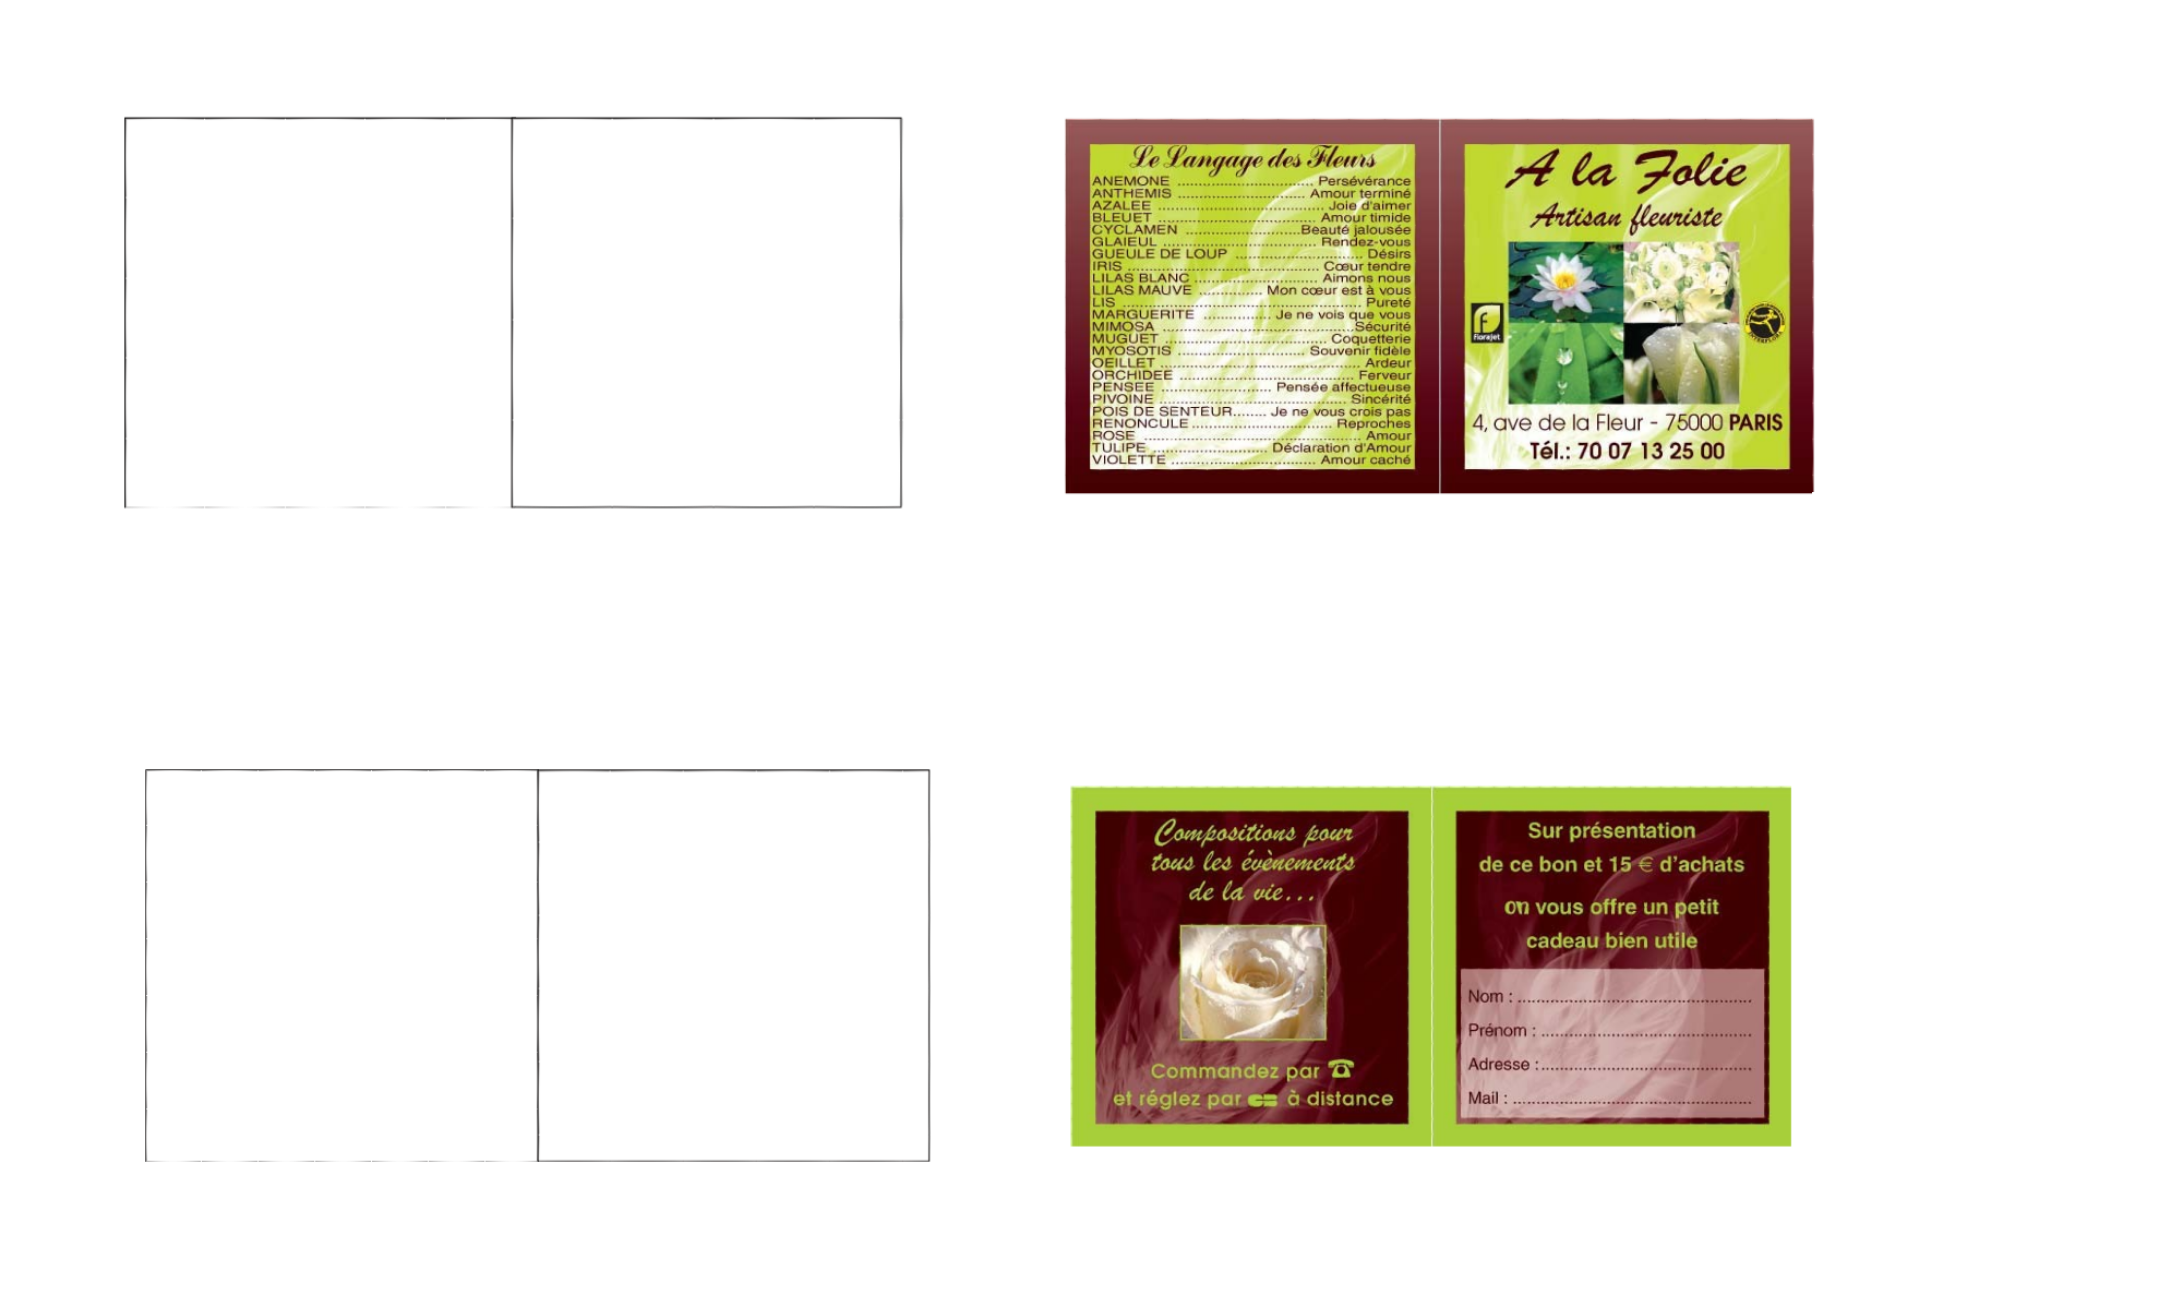 Le Langage des Fleurs
ANEMONE .................................. Persévérance
ANTHEMIS ................................ Amour terminé
AZALEE .......................................... Joie d'aimer
BLEUET ........................................ Amour timide
CYCLAMEN ............................Beauté jalousée
GLAIEUL ....................................... Rendez-vous
GUEULE DE LOUP ................................ Désirs
IRIS ................................................ Cœur tendre
LILAS BLANC ............................... Aimons nous
LILAS MAUVE ................ Mon cœur est à vous
LIS ............................................................ Pureté
MARGUERITE ................. Je ne vois que vous
MIMOSA ................................................Sécurité
MUGUET ........................................ Coquetterie
MYOSOTIS ................................ Souvenir fidèle
OEILLET .................................................. Ardeur
ORCHIDEE ............................................ Ferveur
PENSEE ............................ Pensée affectueuse
PIVOINE ............................................... Sincérité
POIS DE SENTEUR........ Je ne vous crois pas
RENONCULE ................................... Reproches
ROSE ...................................................... Amour
TULIPE ............................. Déclaration d'Amour
VIOLETTE .................................... Amour caché
A la Folie
Artisan fleuriste
florajet
INTERFLORA
4, ave de la Fleur - 75000 PARIS
Tél.: 70 07 13 25 00
Compositions pour
tous les évènements
de la vie...
Commandez par
et réglez par à distance
Sur présentation
de ce bon et 15 € d'achats
on vous offre un petit
cadeau bien utile
Nom : ..................................................
Prénom : .............................................
Adresse :.............................................
Mail : ...................................................